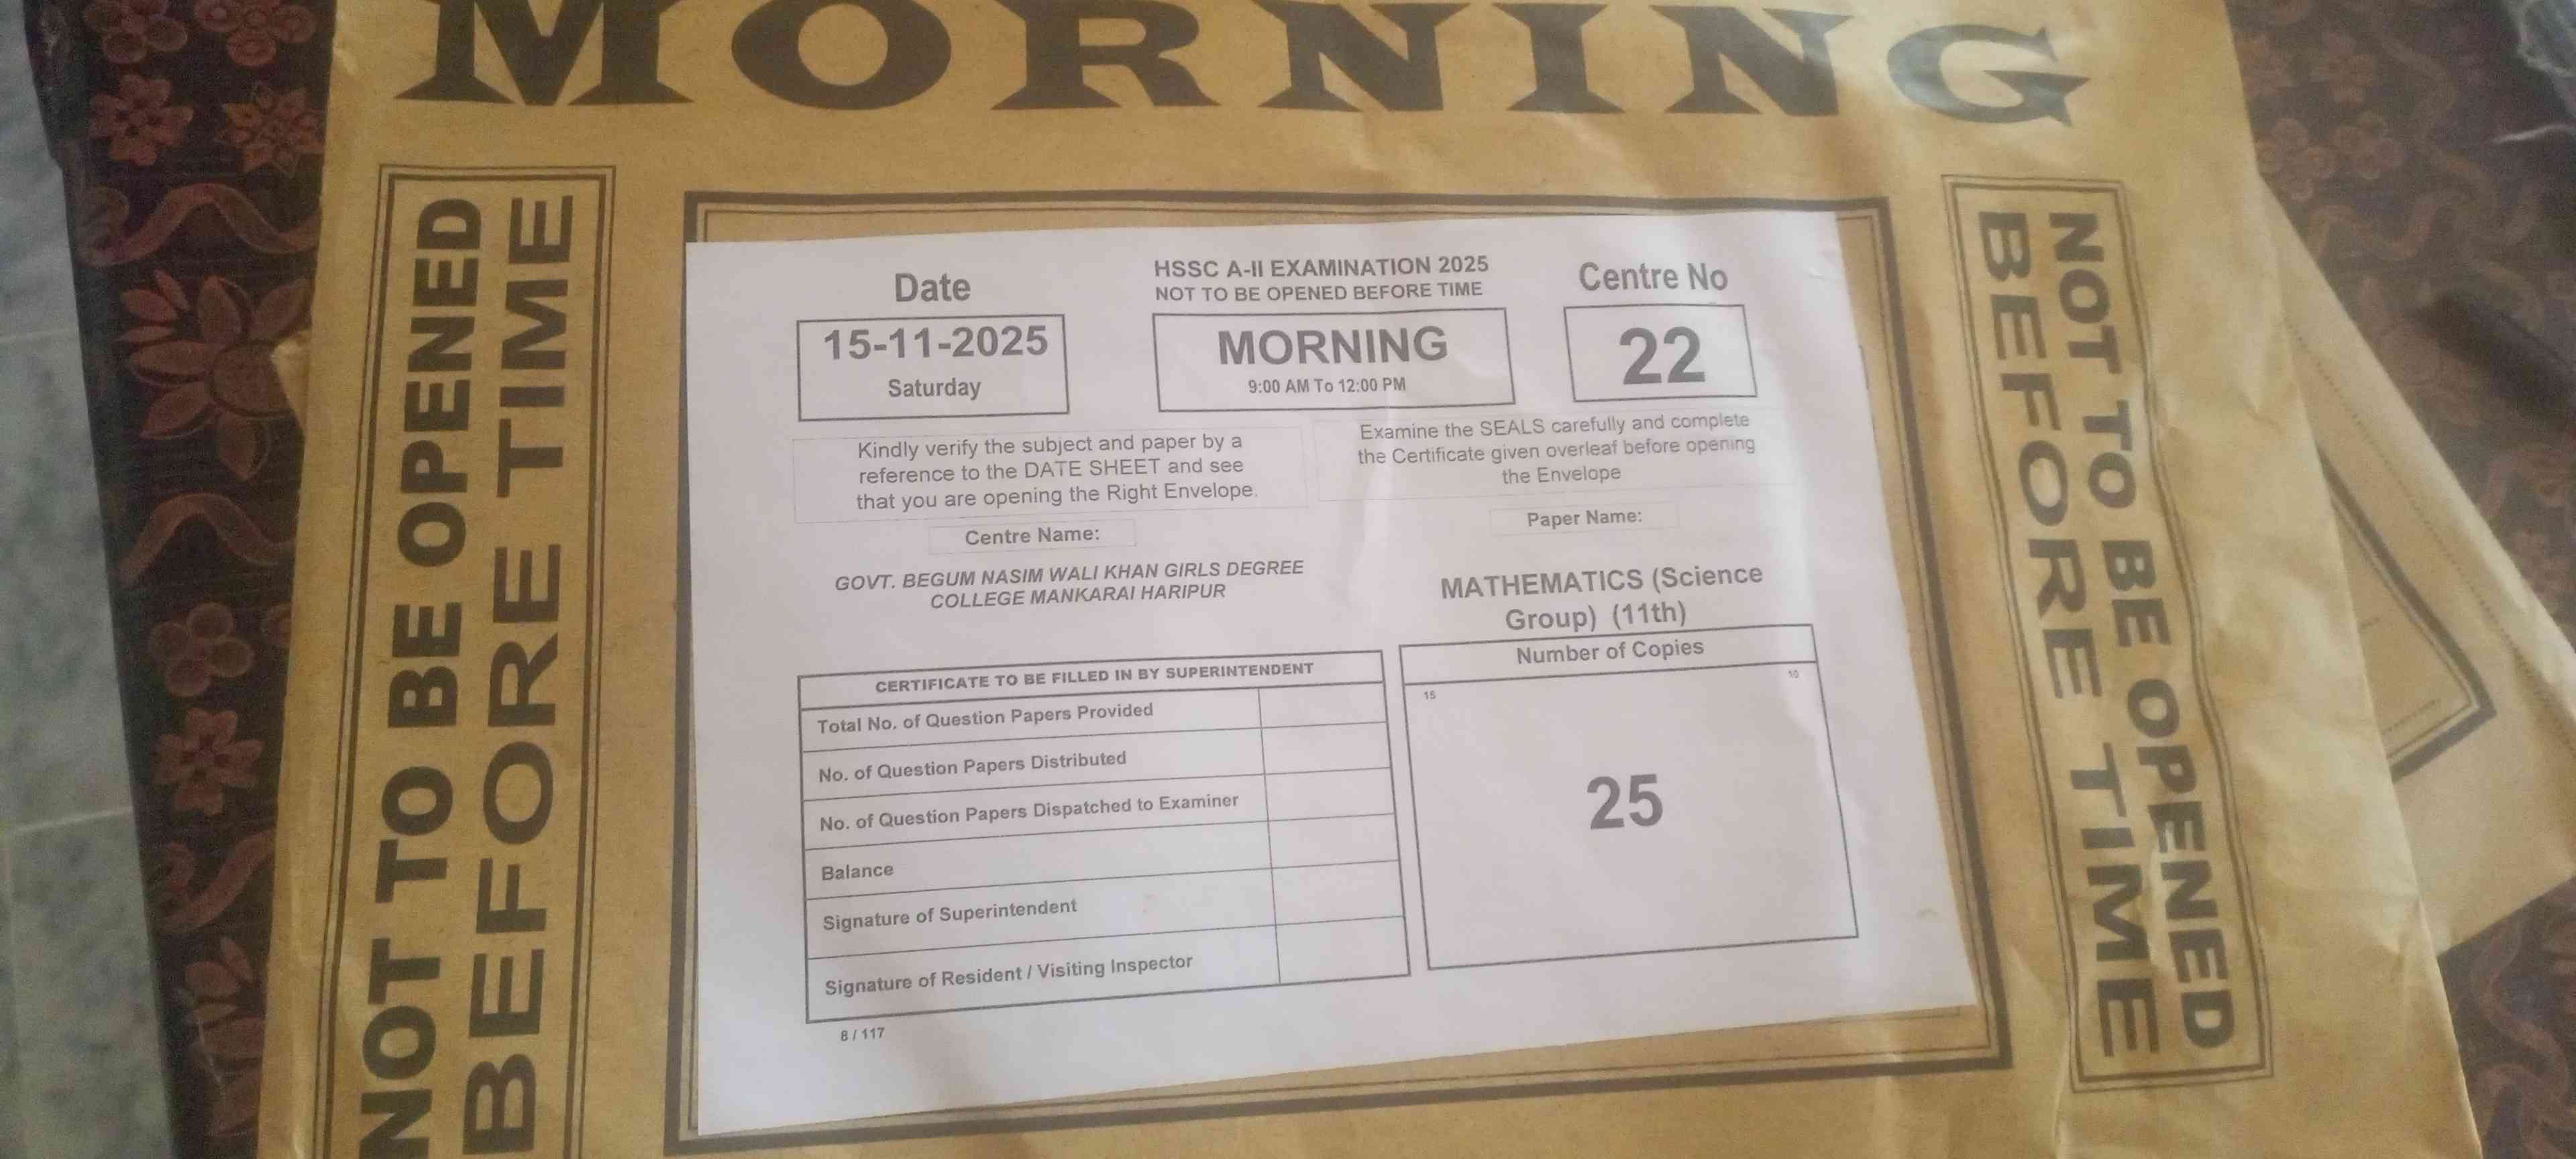 MORNING
NOT TO BE OPENED
BEFORE TIME
Date
15-11-2025
Saturday
HSSC A-II EXAMINATION 2025
NOT TO BE OPENED BEFORE TIME
MORNING
9:00 AM To 12:00 PM
Centre No
22
Kindly verify the subject and paper by a
reference to the DATE SHEET and see
that you are opening the Right Envelope.
Examine the SEALS carefully and complete
the Certificate given overleaf before opening
the Envelope
Centre Name:
GOVT. BEGUM NASIM WALI KHAN GIRLS DEGREE
COLLEGE MANKARAI HARIPUR
Paper Name:
MATHEMATICS (Science
Group) (11th)
CERTIFICATE TO BE FILLED IN BY SUPERINTENDENT
Total No. of Question Papers Provided
No. of Question Papers Distributed
No. of Question Papers Dispatched to Examiner
Balance
Signature of Superintendent
Signature of Resident / Visiting Inspector
Number of Copies
15
10
25
8 / 117
NOT TO BE OPENED
BEFORE TIME